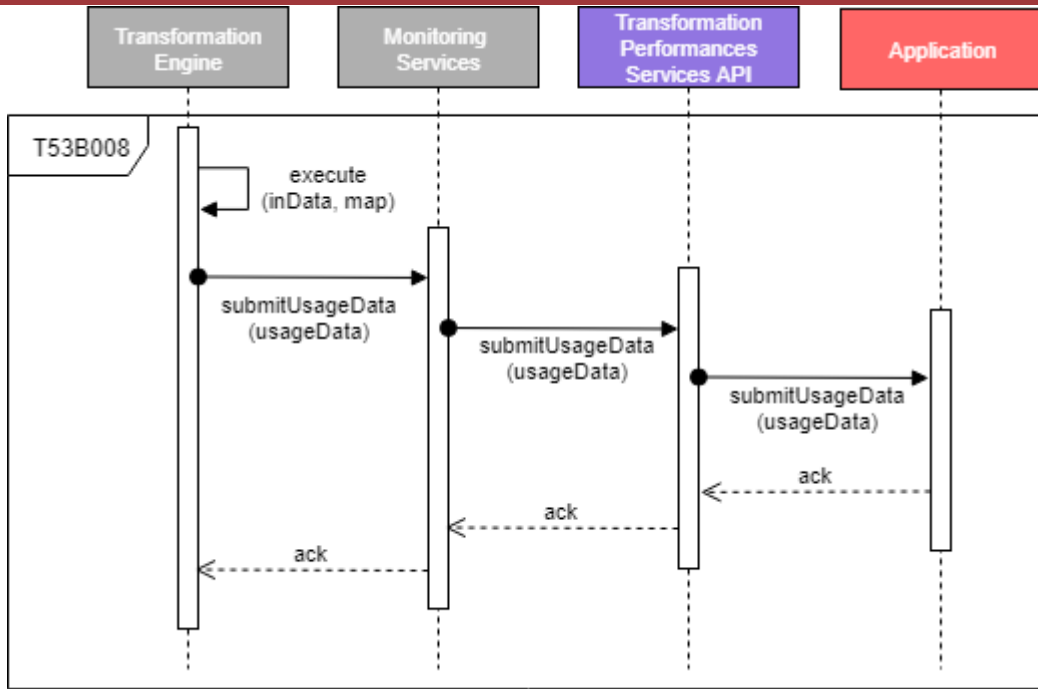 Transformation
Engine
Monitoring
Services
Transformation
Performances
Services API
Application
T53B008
execute
(inData, map)
submitUsageData
(usageData)
submitUsageData
(usageData)
submitUsageData
(usageData)
ack
ack
ack